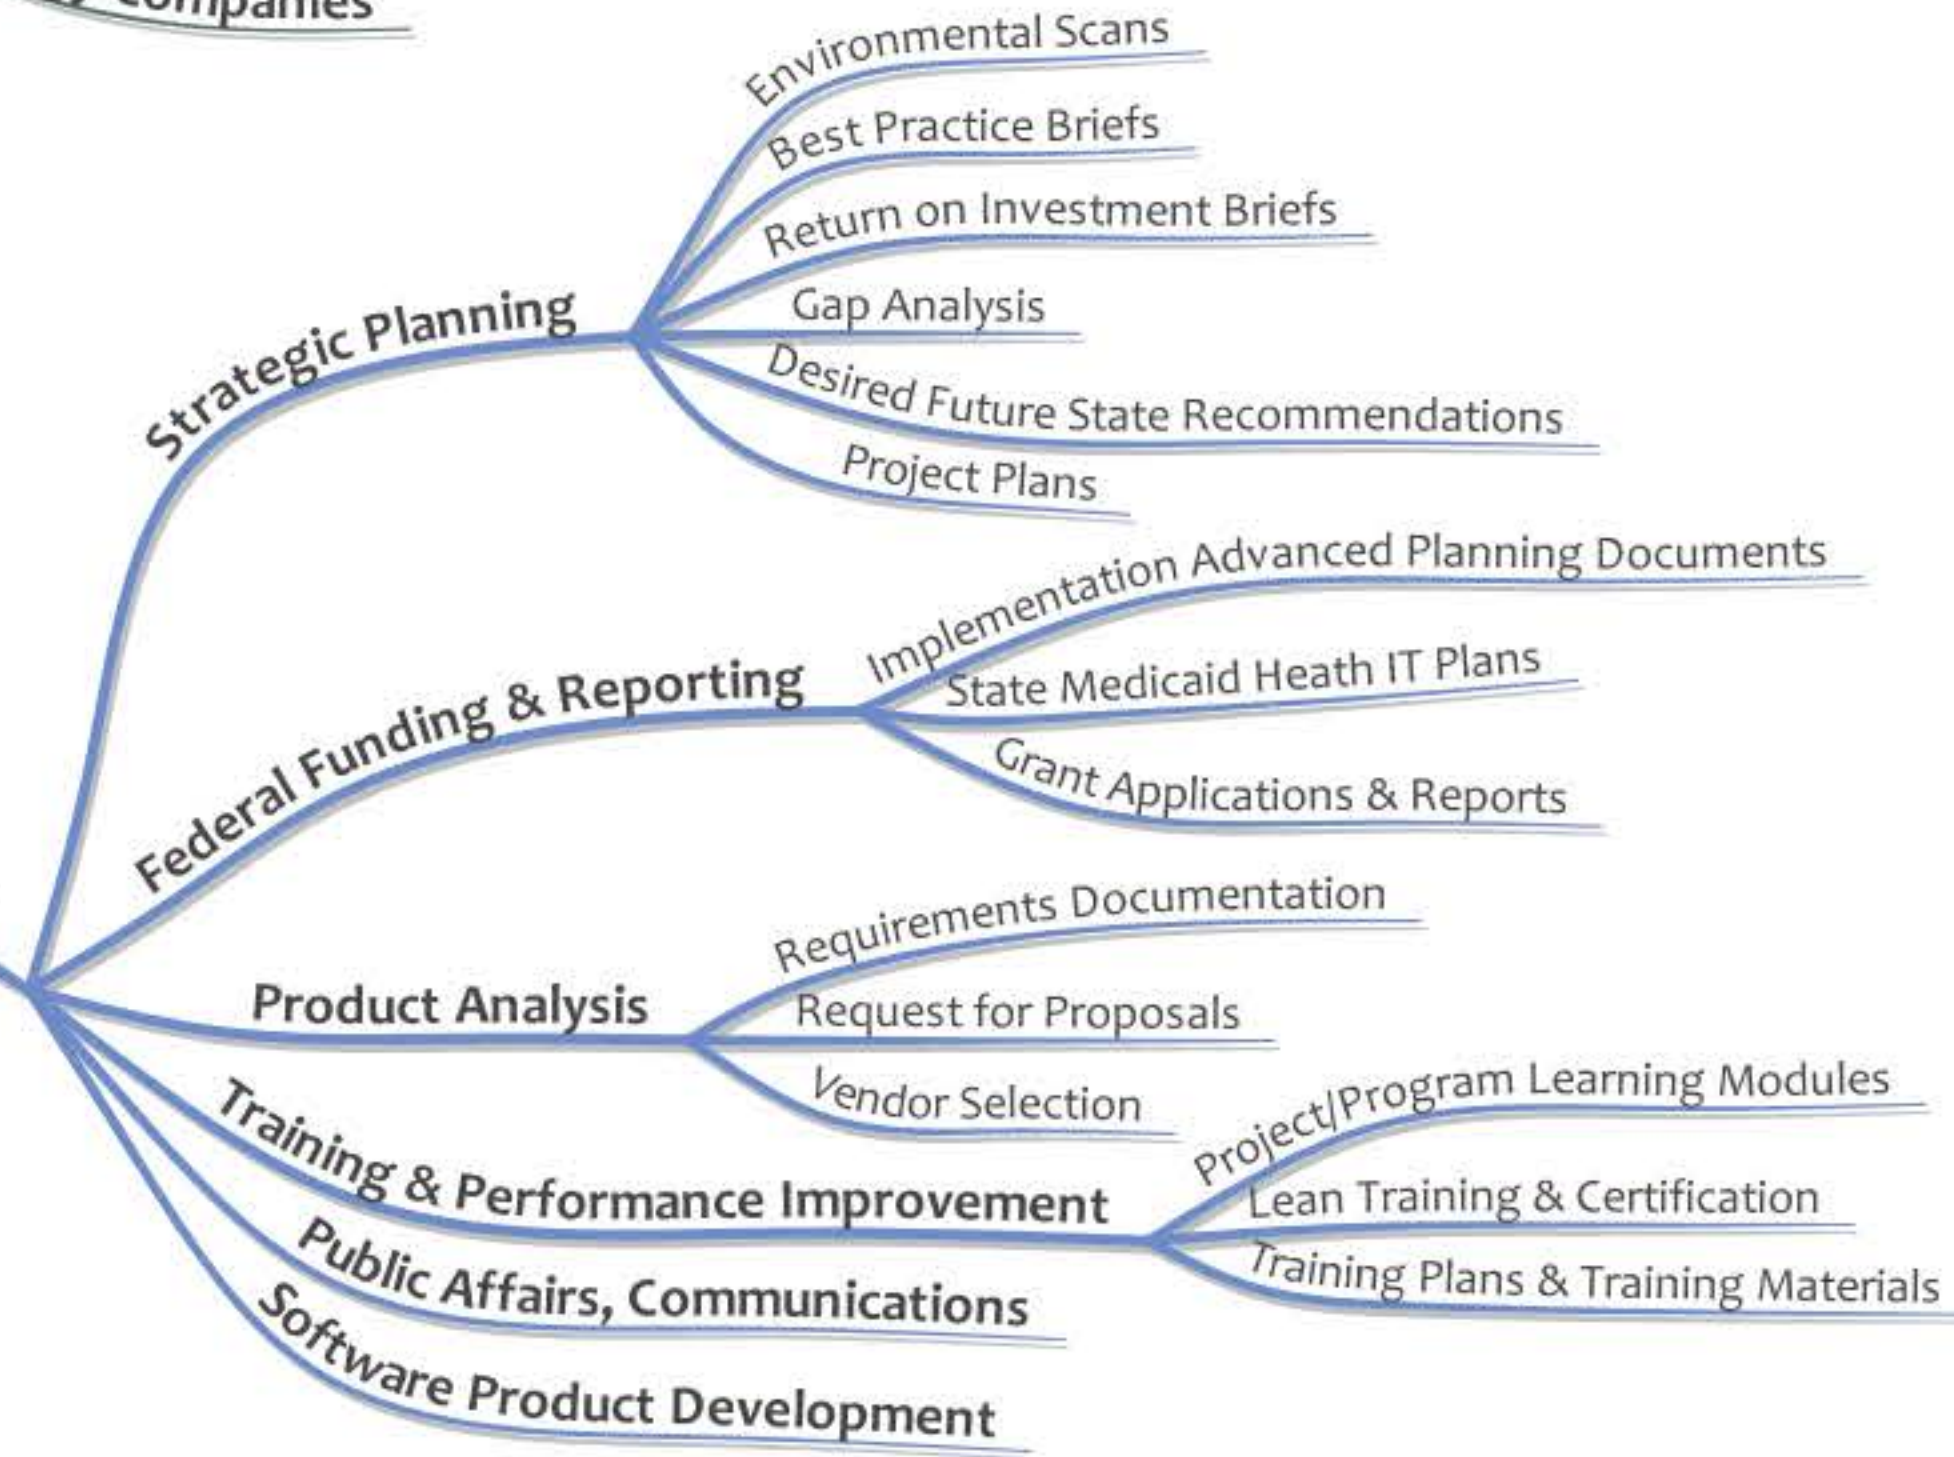 Companies
Environmental Scans
Best Practice Briefs
Return on Investment Briefs
Gap Analysis
Desired Future State Recommendations
Project Plans
Strategic Planning
Implementation Advanced Planning Documents
State Medicaid Heath IT Plans
Grant Applications & Reports
Federal Funding & Reporting
Requirements Documentation
Request for Proposals
Vendor Selection
Product Analysis
Project/Program Learning Modules
Lean Training & Certification
Training Plans & Training Materials
Training & Performance Improvement
Public Affairs, Communications
Software Product Development